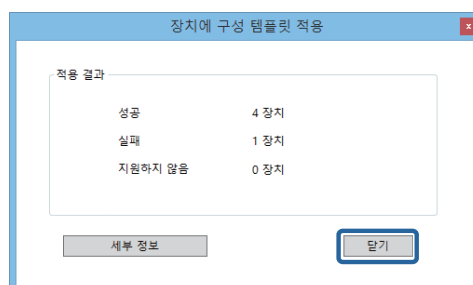 장치에 구성 템플릿 적용
x
적용 결과
성공 4 장치
실패 1 장치
지원하지 않음 0 장치
세부 정보 닫기